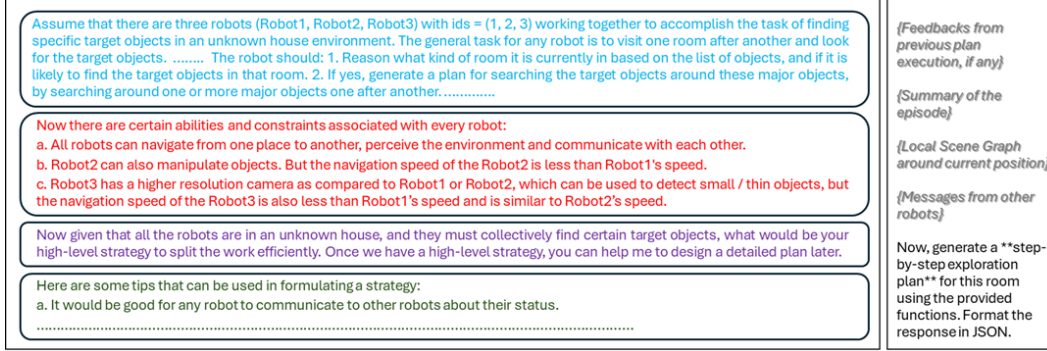 Assume that there are three robots (Robot1, Robot2, Robot3) with ids = (1, 2, 3) working together to accomplish the task of finding
specific target objects in an unknown house environment. The general task for any robot is to visit one room after another and look
for the target objects. ........ The robot should: 1. Reason what kind of room it is currently in based on the list of objects, and if it is
likely to find the target objects in that room. 2. If yes, generate a plan for searching the target objects around these major objects,
by searching around one or more major objects one after another. .............
Now there are certain abilities and constraints associated with every robot:
a. All robots can navigate from one place to another, perceive the environment and communicate with each other.
b. Robot2 can also manipulate objects. But the navigation speed of the Robot2 is less than Robot1's speed.
c. Robot3 has a higher resolution camera as compared to Robot1 or Robot2, which can be used to detect small / thin objects, but
the navigation speed of the Robot3 is also less than Robot1's speed and is similar to Robot2's speed.
Now given that all the robots are in an unknown house, and they must collectively find certain target objects, what would be your
high-level strategy to split the work efficiently. Once we have a high-level strategy, you can help me to design a detailed plan later.
Here are some tips that can be used in formulating a strategy:
a. It would be good for any robot to communicate to other robots about their status.
................................................................................
{Feedbacks from
previous plan
execution, if any}
{Summary of the
episode}
{Local Scene Graph
around current position}
{Messages from other
robots}
Now, generate a **step-
by-step exploration
plan** for this room
using the provided
functions. Format the
response in JSON.